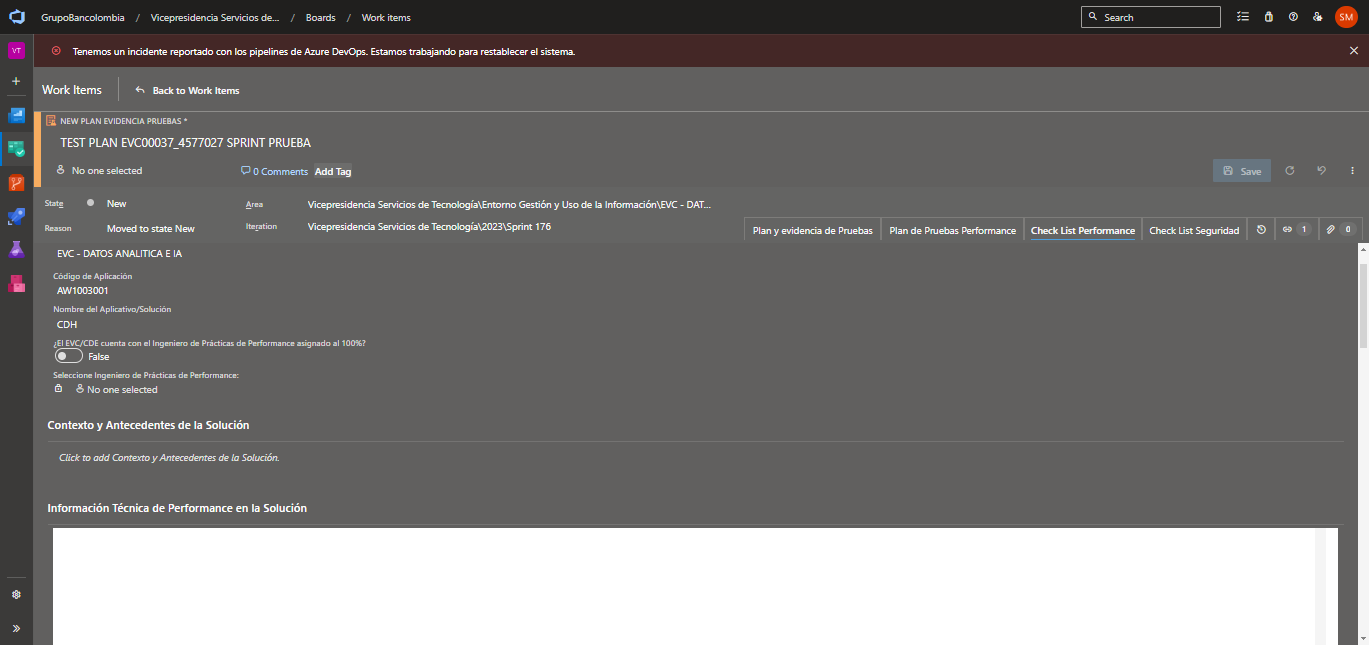 GrupoBancolombia / Vicepresidencia Servicios de... / Boards / Work items
Search
SM
VT
Tenemos un incidente reportado con los pipelines de Azure DevOps. Estamos trabajando para restablecer el sistema.
Work Items
Back to Work Items
NEW PLAN EVIDENCIA PRUEBAS *
TEST PLAN EVC00037_4577027 SPRINT PRUEBA
No one selected
0 Comments
Add Tag
Save
State
New
Area
Vicepresidencia Servicios de Tecnología\Entorno Gestión y Uso de la Información\EVC - DAT...
Reason
Moved to state New
Iteration
Vicepresidencia Servicios de Tecnología\2023\Sprint 176
Plan y evidencia de Pruebas
Plan de Pruebas Performance
Check List Performance
Check List Seguridad
1
0
EVC - DATOS ANALITICA E IA
Código de Aplicación
AW1003001
Nombre del Aplicativo/Solución
CDH
¿El EVC/CDE cuenta con el Ingeniero de Prácticas de Performance asignado al 100%?
False
Seleccione Ingeniero de Prácticas de Performance:
No one selected
Contexto y Antecedentes de la Solución
Click to add Contexto y Antecedentes de la Solución.
Información Técnica de Performance en la Solución